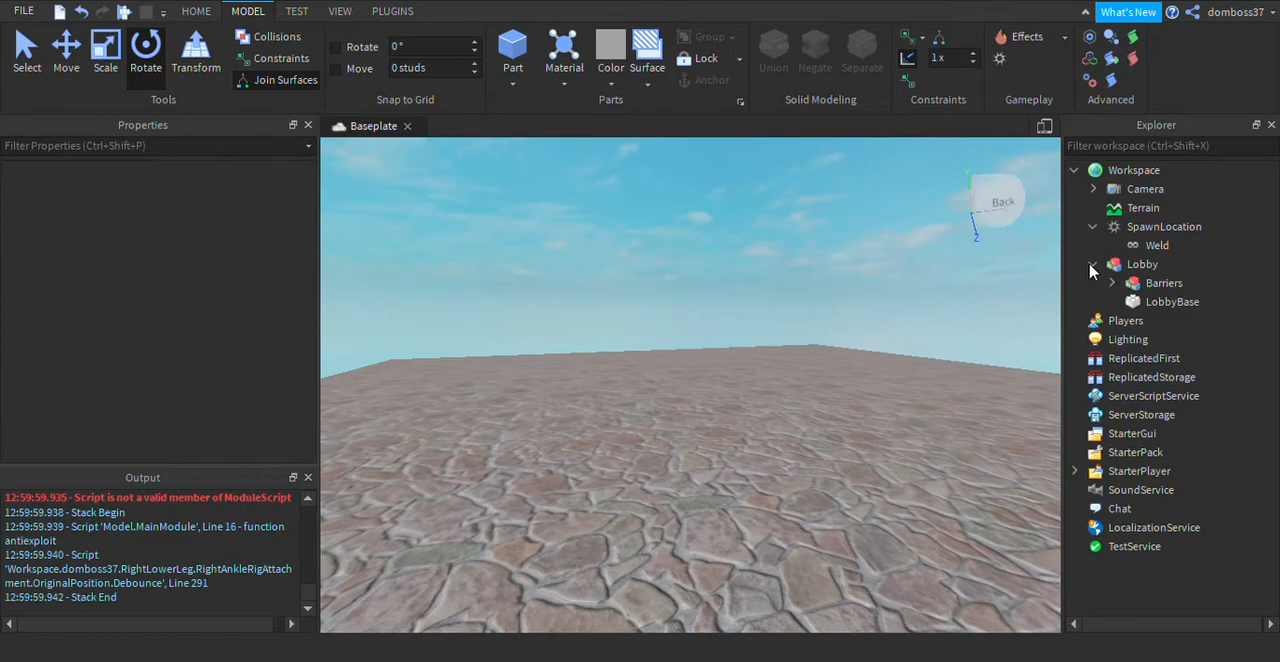 FILE
HOME
MODEL
TEST
VIEW
PLUGINS
What's New
domboss37
Select
Move
Scale
Rotate
Transform
Collisions
Constraints
Join Surfaces
Tools
Rotate
0°
Move
0 studs
Snap to Grid
Part
Material
Color
Surface
Group
Lock
Anchor
Parts
Union
Negate
Separate
Solid Modeling
1 x
Constraints
Effects
Gameplay
Advanced
Properties
Filter Properties (Ctrl+Shift+P)
Output
12:59:59.935 - Script is not a valid member of ModuleScript
12:59:59.938 - Stack Begin
12:59:59.939 - Script 'Model.MainModule', Line 16 - function
antiexploit
12:59:59.940 - Script
'Workspace.domboss37.RightLowerLeg.RightAnkleRigAttach
ment.OriginalPosition.Debounce', Line 291
12:59:59.942 - Stack End
Baseplate
Y
Back
Z
Explorer
Filter workspace (Ctrl+Shift+X)
Workspace
Camera
Terrain
SpawnLocation
Weld
Lobby
Barriers
LobbyBase
Players
Lighting
ReplicatedFirst
ReplicatedStorage
ServerScriptService
ServerStorage
StarterGui
StarterPack
StarterPlayer
SoundService
Chat
LocalizationService
TestService